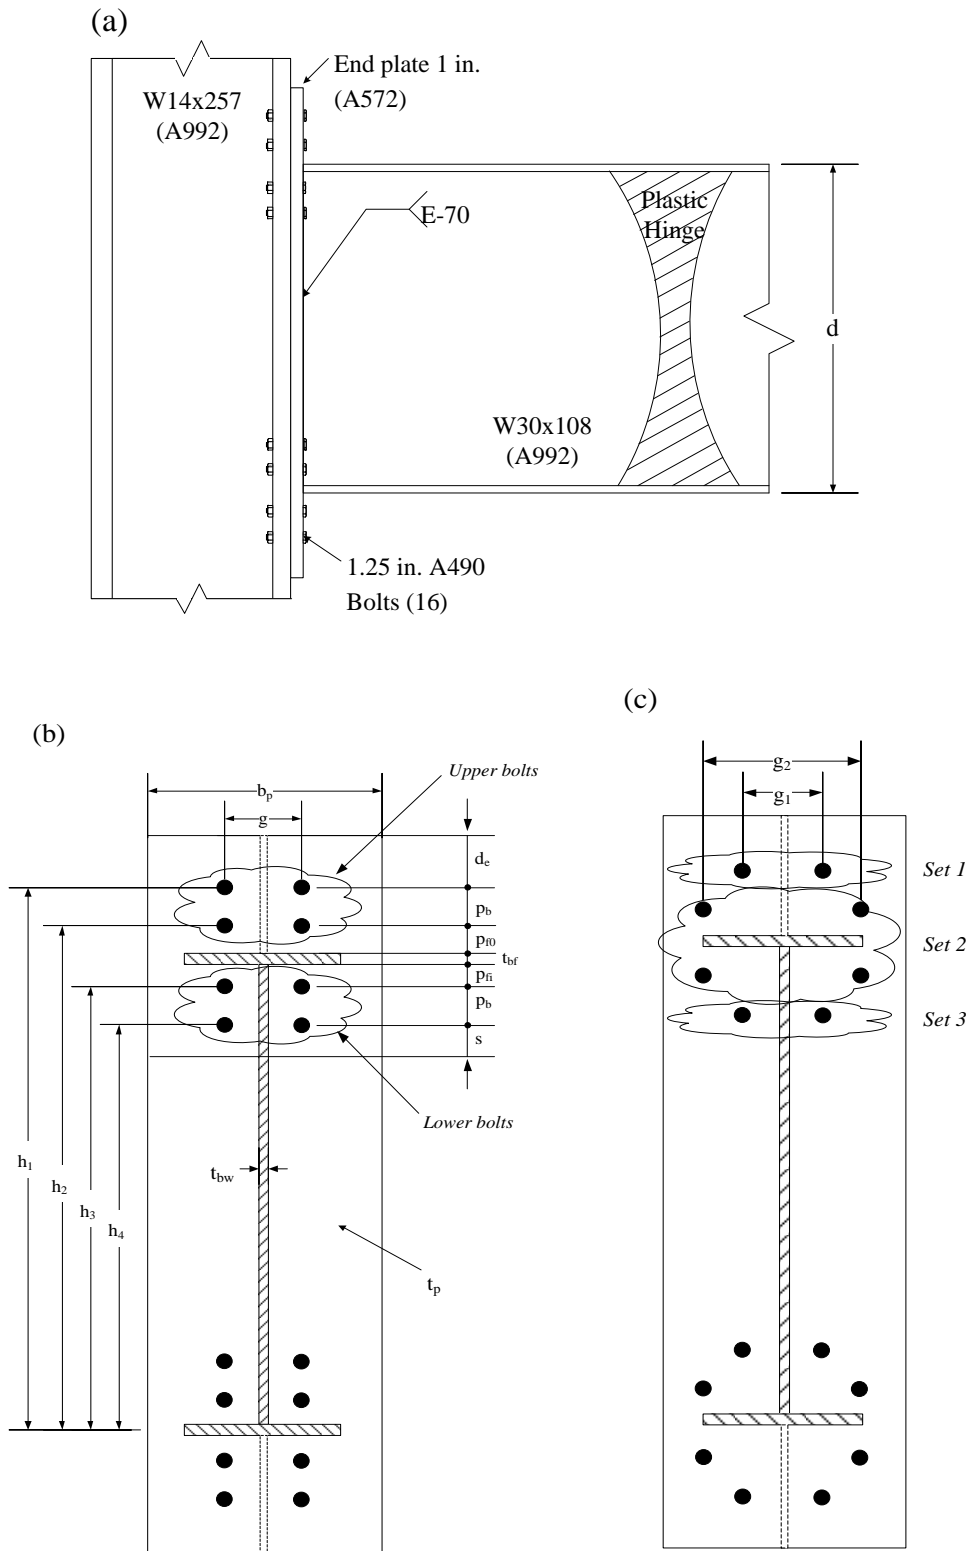 (a)
End plate 1 in.
(A572)
W14x257
(A992)
E-70
Plastic
Hinge
d
W30x108
(A992)
1.25 in. A490
Bolts (16)
(b)
Upper bolts
bp
g
de
pb
pf0
tbf
pfi
pb
s
Lower bolts
h1
h2
h3
h4
tbw
tp
(c)
g2
g1
Set 1
Set 2
Set 3